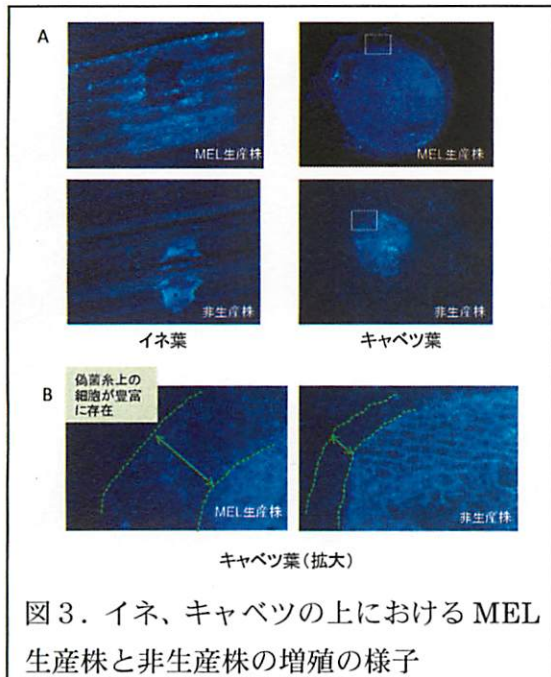 A
MEL生産株
MEL生産株
非生産株
非生産株
イネ葉
キャベツ葉
B
偽菌糸上の
細胞が豊富
に存在
MEL生産株
非生産株
キャベツ葉(拡大)
図3. イネ、キャベツの上におけるMEL
生産株と非生産株の増殖の様子